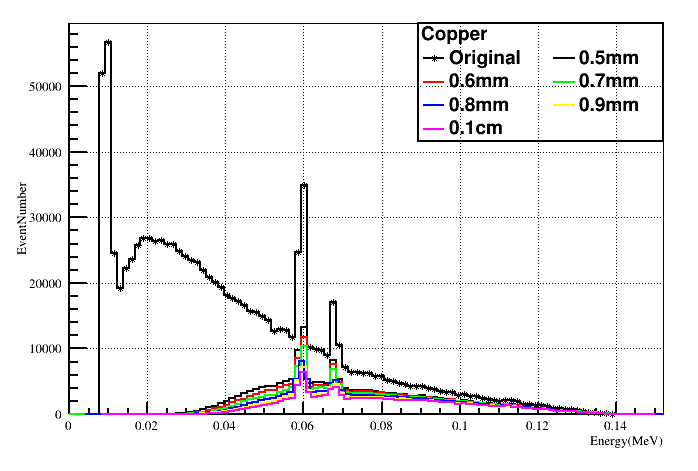 Copper
Original 0.5mm
0.6mm 0.7mm
0.8mm 0.9mm
0.1cm
EventNumber
50000
40000
30000
20000
10000
0
0 0.02 0.04 0.06 0.08 0.1 0.12 0.14
Energy(MeV)